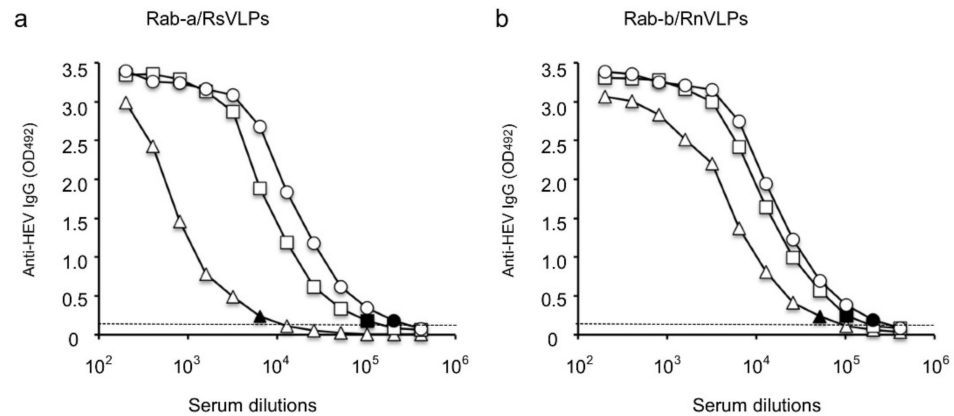 a
Rab-a/RsVLPs
Anti-HEV IgG (OD492)
3.5
3.0
2.5
2.0
1.5
1.0
0.5
0
10² 10³ 10⁴ 10⁵ 10⁶
Serum dilutions
b
Rab-b/RnVLPs
Anti-HEV IgG (OD492)
3.5
3.0
2.5
2.0
1.5
1.0
0.5
0
10² 10³ 10⁴ 10⁵ 10⁶
Serum dilutions